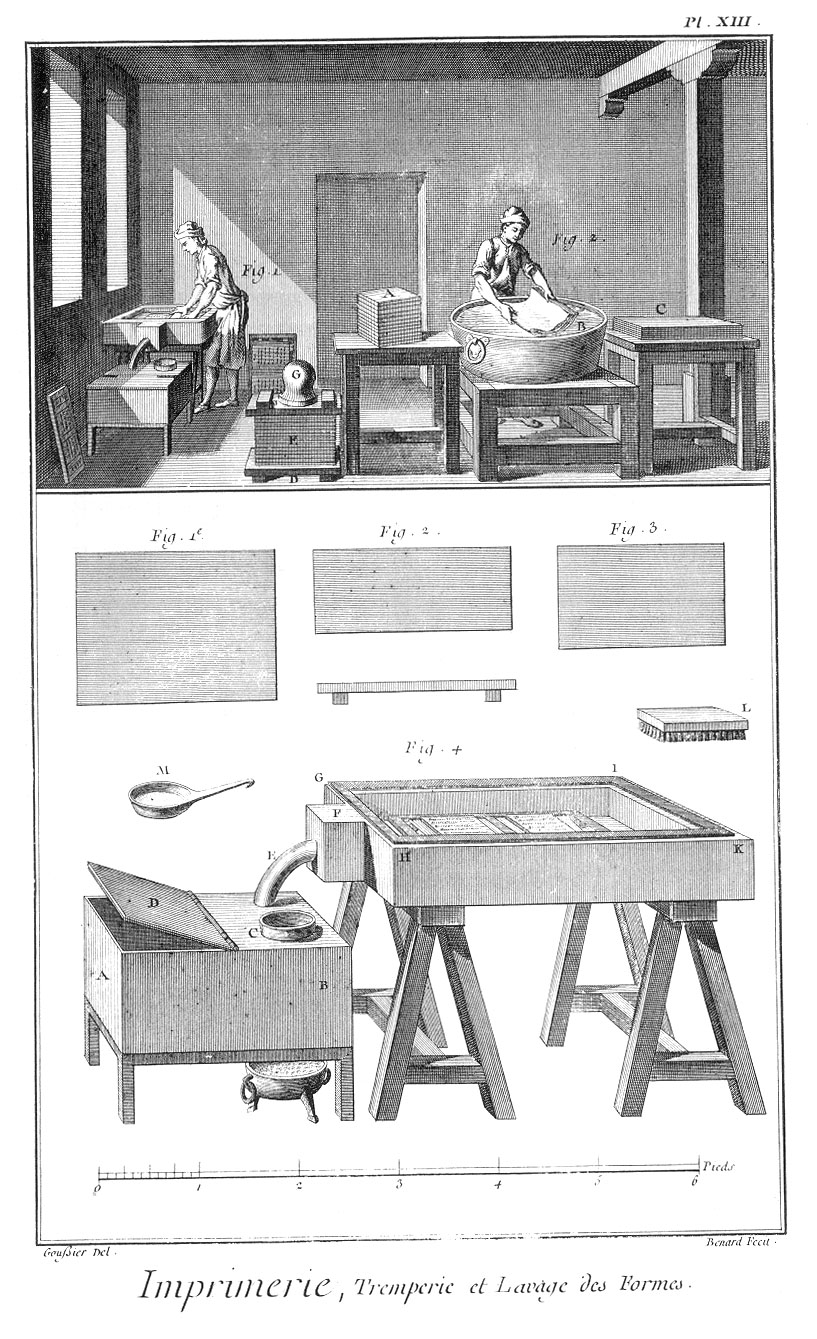 Pl. XIII.
Fig. 1
Fig. 2.
A
B
C
G
E
D
Fig. 1e.
Fig. 2.
Fig. 3.
L
Fig. 4
M
G
I
F
H
K
E
D
C
A
B
0 1 2 3 4 5 6 Pieds
Goussier Del.
Benard Fecit.
Imprimerie, Tremperie et Lavage des Formes.